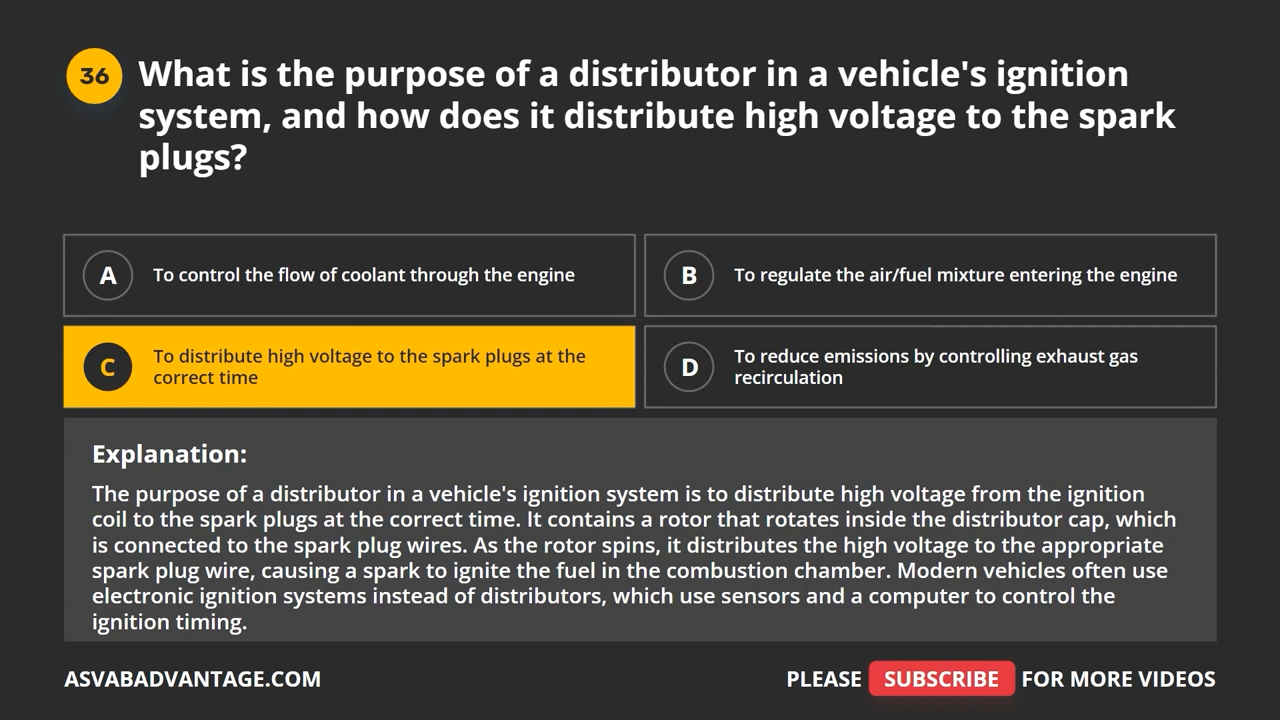 36
What is the purpose of a distributor in a vehicle's ignition
system, and how does it distribute high voltage to the spark
plugs?
A
To control the flow of coolant through the engine
B
To regulate the air/fuel mixture entering the engine
C
To distribute high voltage to the spark plugs at the
correct time
D
To reduce emissions by controlling exhaust gas
recirculation
Explanation:
The purpose of a distributor in a vehicle's ignition system is to distribute high voltage from the ignition
coil to the spark plugs at the correct time. It contains a rotor that rotates inside the distributor cap, which
is connected to the spark plug wires. As the rotor spins, it distributes the high voltage to the appropriate
spark plug wire, causing a spark to ignite the fuel in the combustion chamber. Modern vehicles often use
electronic ignition systems instead of distributors, which use sensors and a computer to control the
ignition timing.
ASVABADVANTAGE.COM
PLEASE SUBSCRIBE FOR MORE VIDEOS